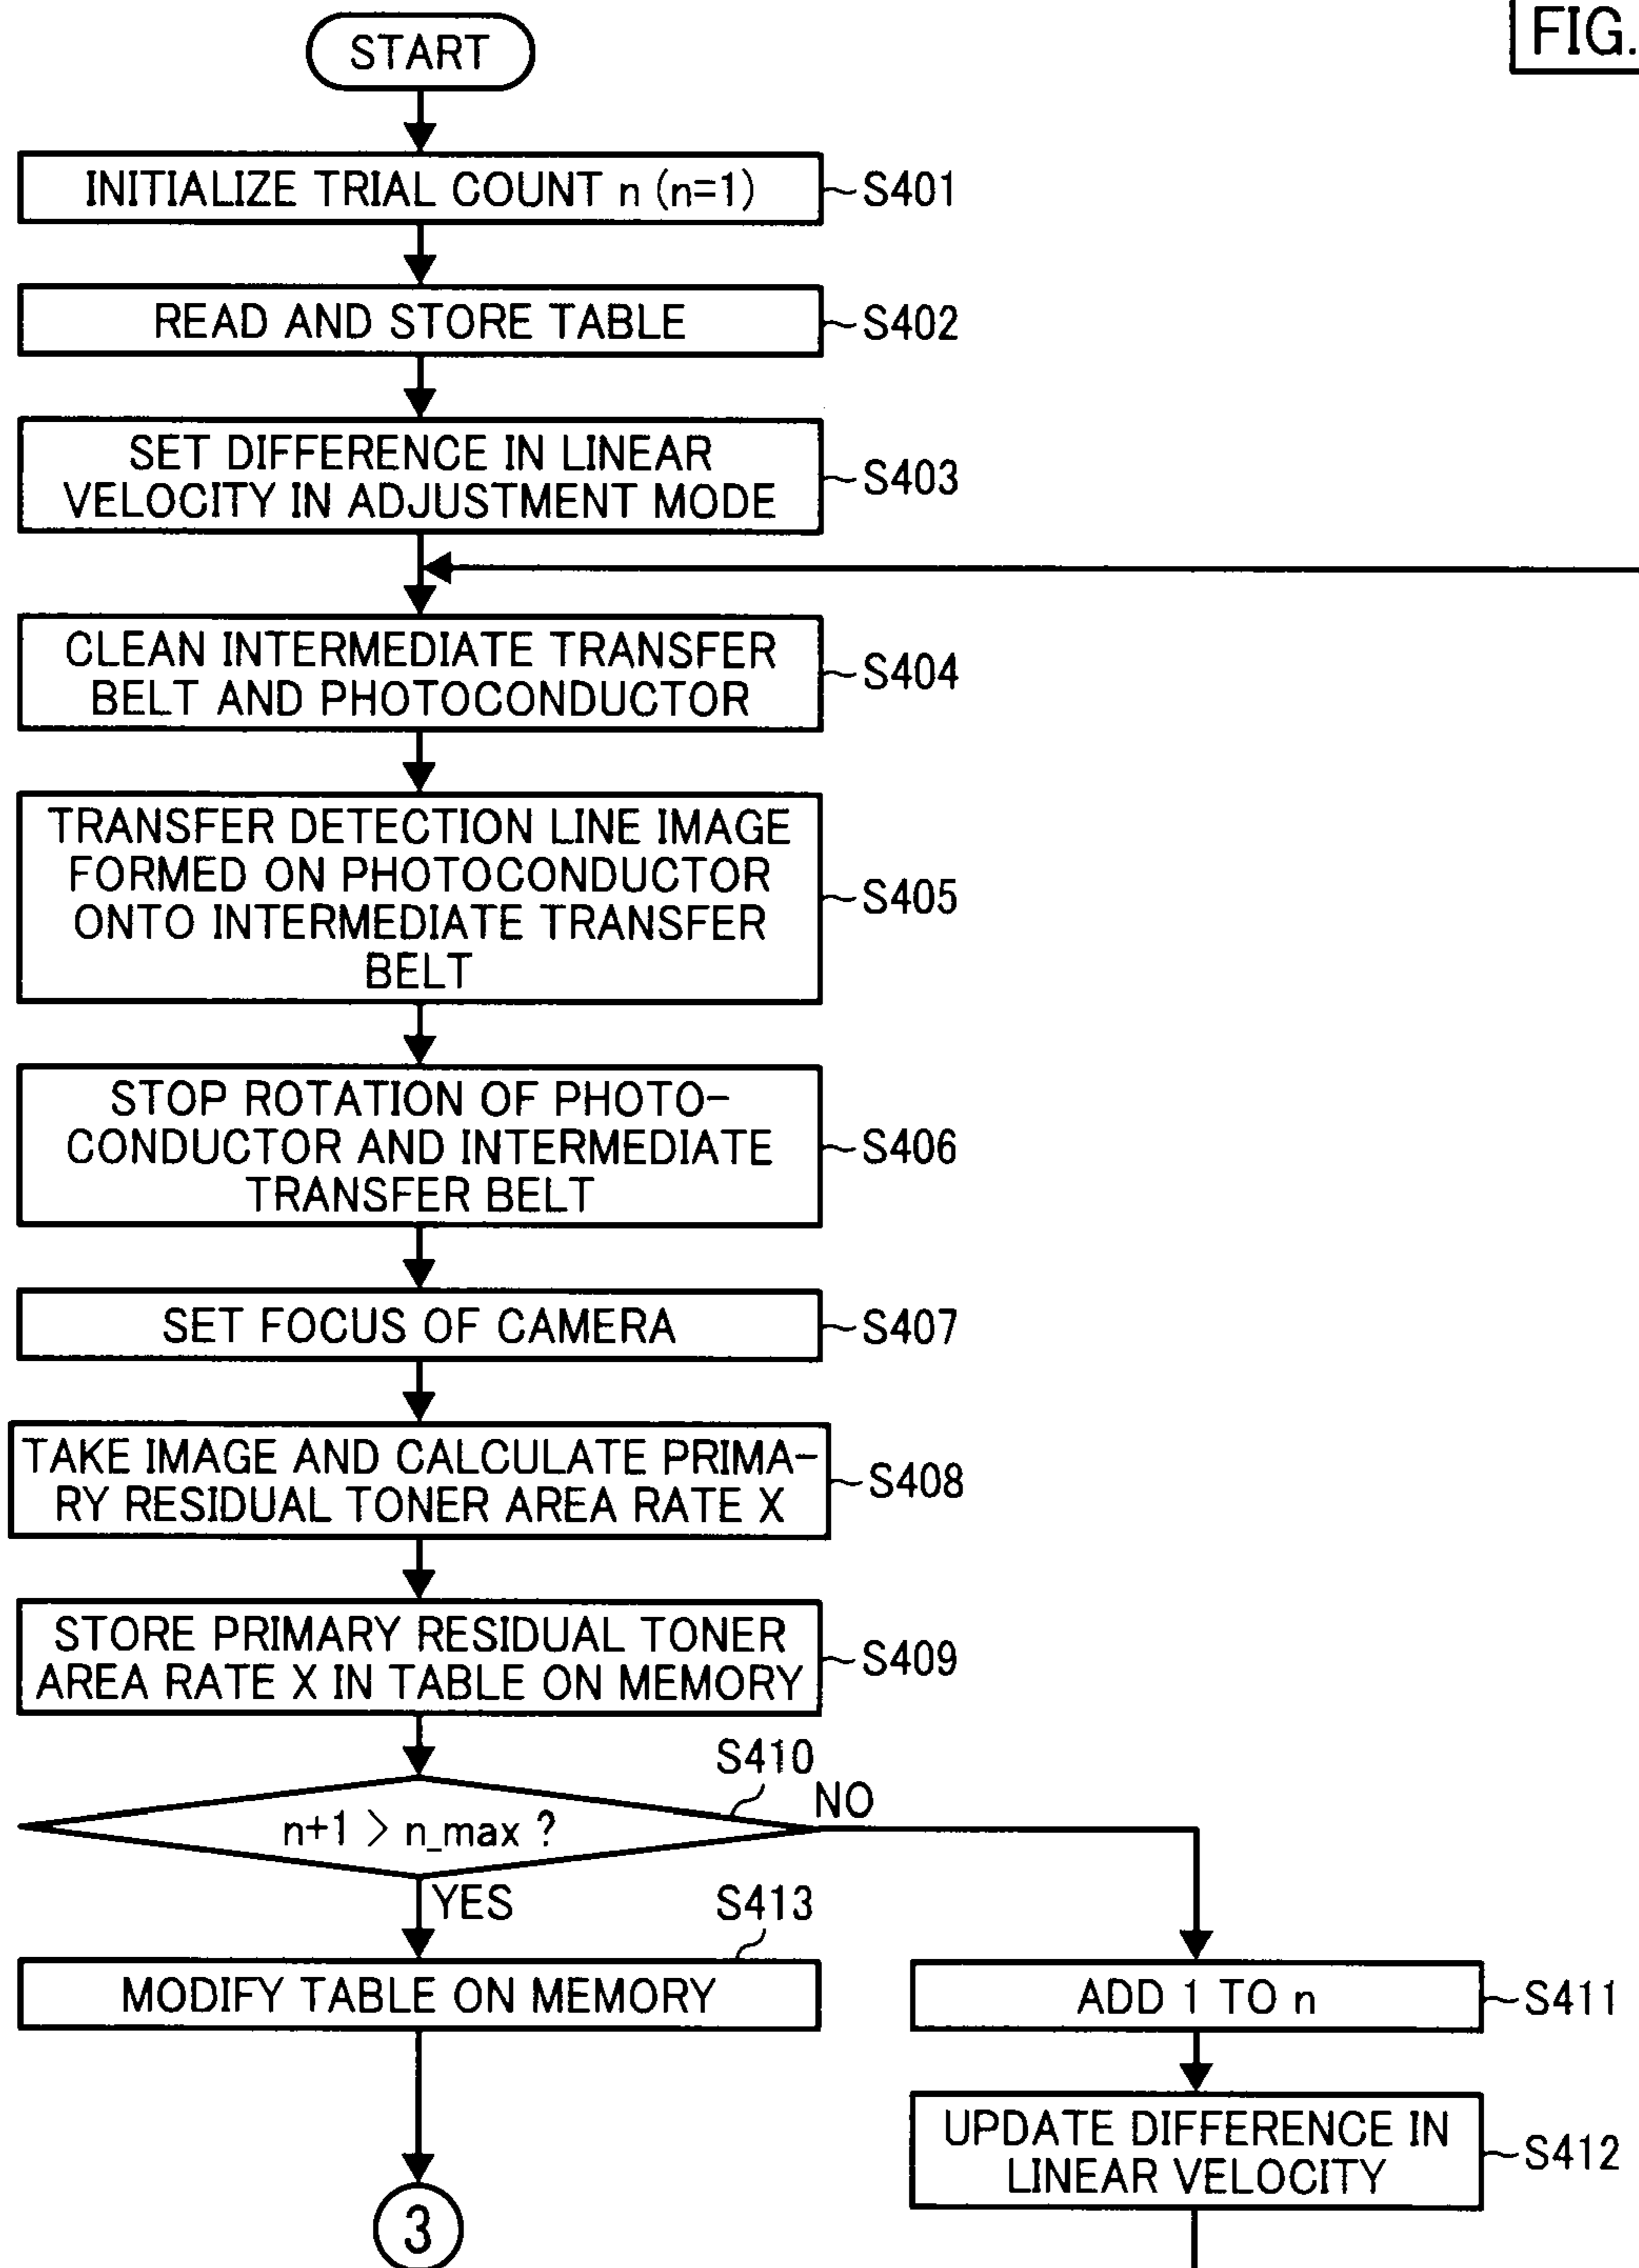 FIG.
START
INITIALIZE TRIAL COUNT n (n=1)
S401
READ AND STORE TABLE
S402
SET DIFFERENCE IN LINEAR
VELOCITY IN ADJUSTMENT MODE
S403
CLEAN INTERMEDIATE TRANSFER
BELT AND PHOTOCONDUCTOR
S404
TRANSFER DETECTION LINE IMAGE
FORMED ON PHOTOCONDUCTOR
ONTO INTERMEDIATE TRANSFER
BELT
S405
STOP ROTATION OF PHOTO-
CONDUCTOR AND INTERMEDIATE
TRANSFER BELT
S406
SET FOCUS OF CAMERA
S407
TAKE IMAGE AND CALCULATE PRIMA-
RY RESIDUAL TONER AREA RATE X
S408
STORE PRIMARY RESIDUAL TONER
AREA RATE X IN TABLE ON MEMORY
S409
S410
n+1 > n_max ?
NO
YES
S413
MODIFY TABLE ON MEMORY
ADD 1 TO n
S411
UPDATE DIFFERENCE IN
LINEAR VELOCITY
S412
3